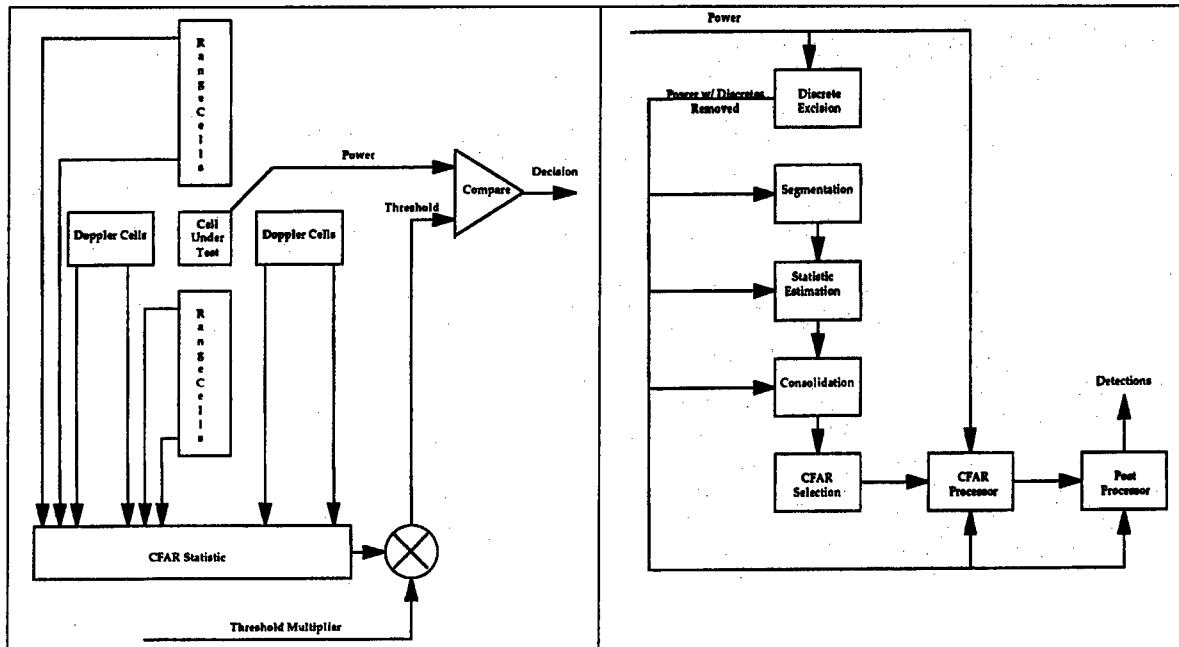 Range Cells
Power
Compare
Decision
Threshold
Doppler Cells
Cell
Under
Test
Doppler Cells
Range Cells
CFAR Statistic
Threshold Multiplier
Power
Discrete
Excision
Power w/ Discretes
Removed
Segmentation
Statistic
Estimation
Consolidation
CFAR
Selection
CFAR
Processor
Post
Processor
Detections